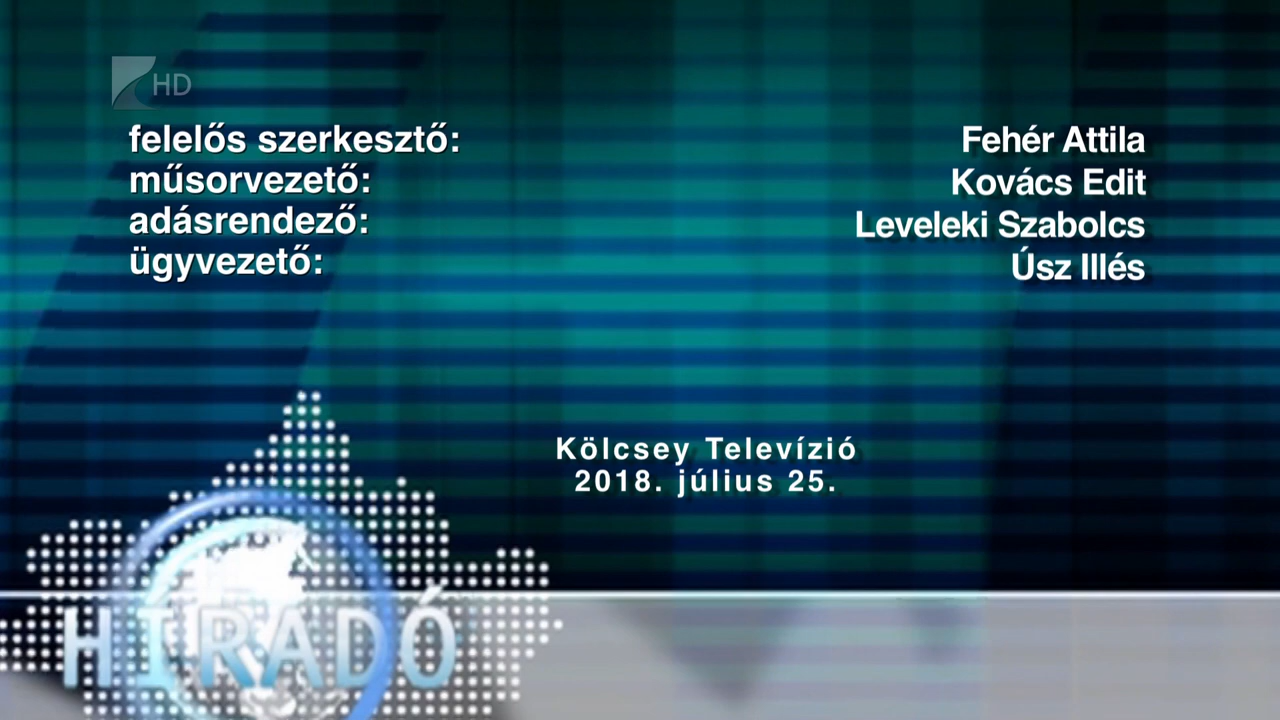 HD
felelős szerkesztő: Fehér Attila
műsorvezető: Kovács Edit
adásrendező: Leveleki Szabolcs
ügyvezető: Úsz Illés
Kölcsey Televízió
2018. július 25.
HÍRADÓ